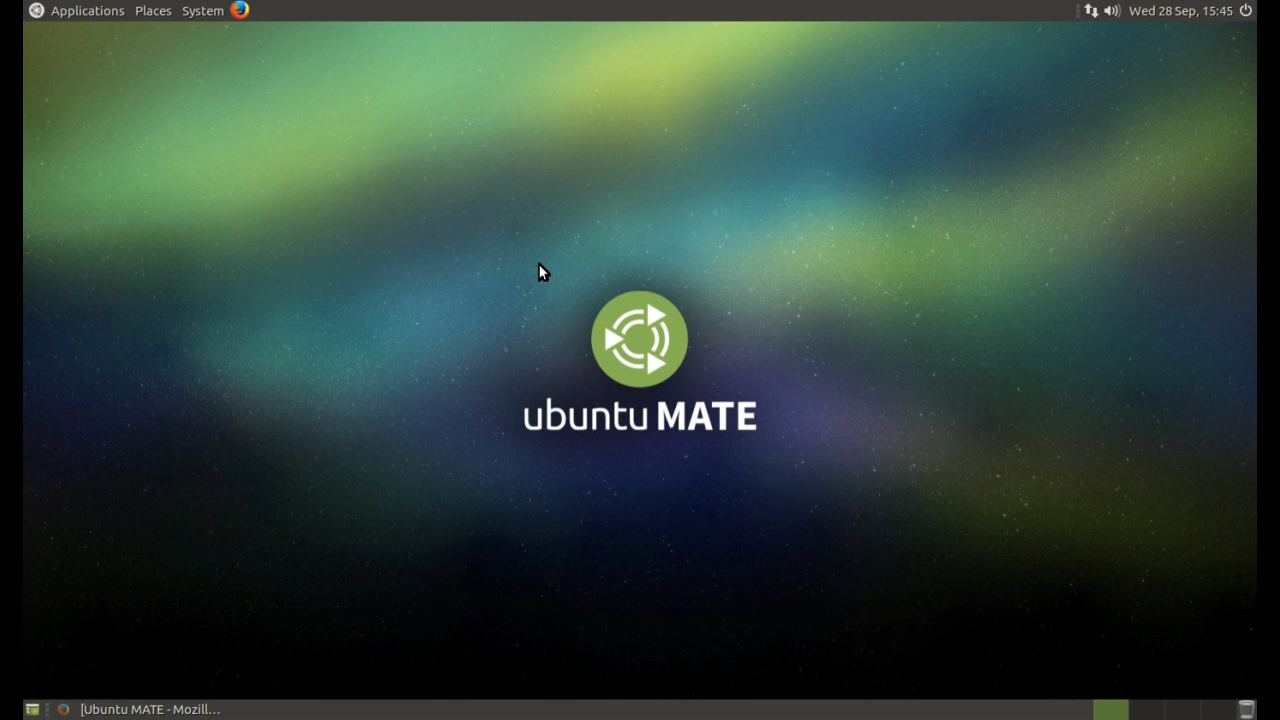 Applications Places System Wed 28 Sep, 15:45
ubuntu MATE
[Ubuntu MATE - Mozill...